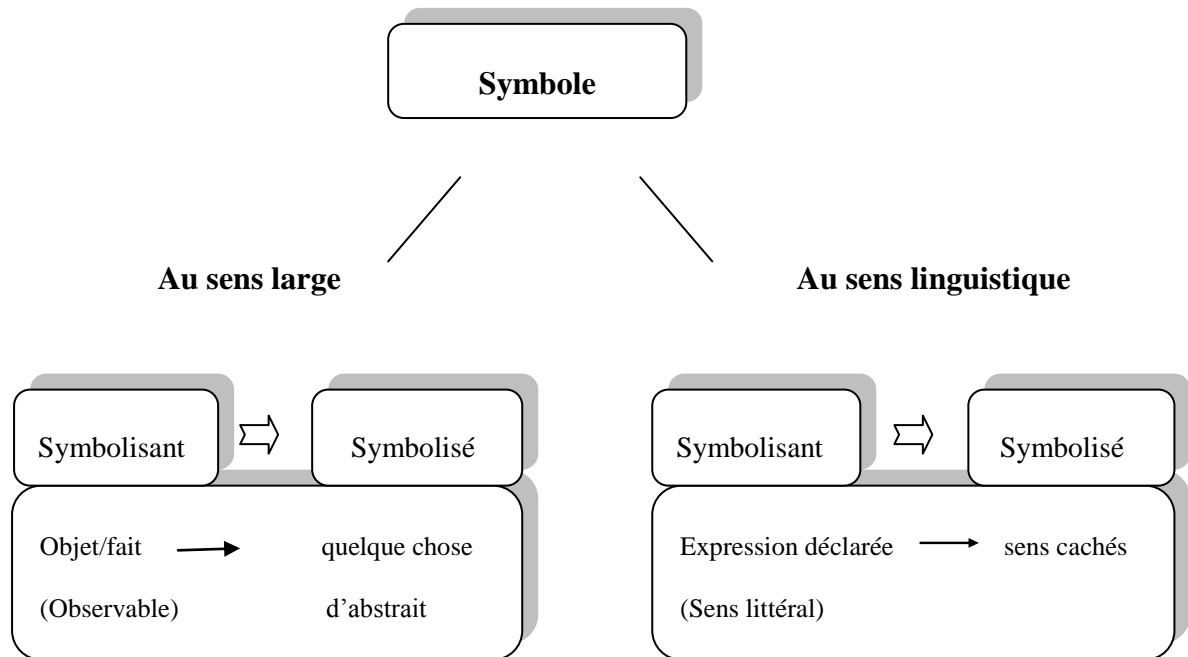 Symbole
Au sens large
Au sens linguistique
Symbolisant
Symbolisé
Symbolisant
Symbolisé
Objet/fait
quelque chose
(Observable)
d’abstrait
Expression déclarée
sens cachés
(Sens littéral)